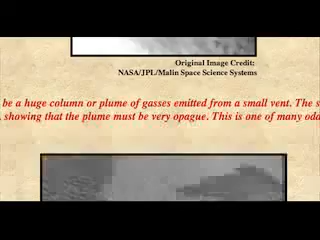 Original Image Credit:
NASA/JPL/Malin Space Science Systems
be a huge column or plume of gasses emitted from a small vent. The s
, showing that the plume must be very opague. This is one of many odd